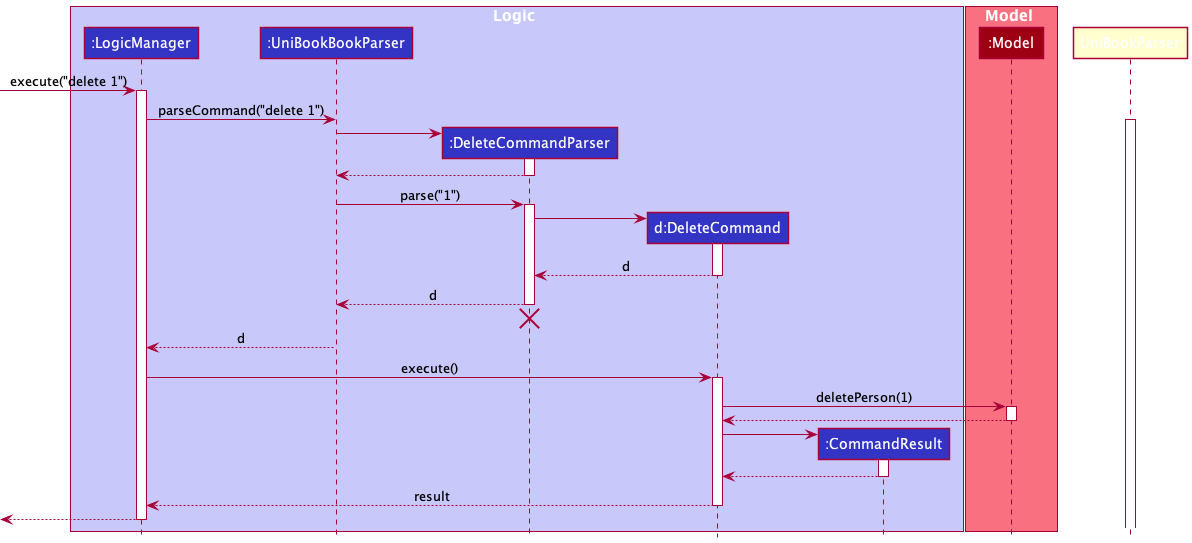 Logic
Model
:LogicManager
:UniBookBookParser
:Model
UniBookParser
execute("delete 1")
parseCommand("delete 1")
:DeleteCommandParser
parse("1")
d:DeleteCommand
d
d
d
execute()
deletePerson(1)
:CommandResult
result